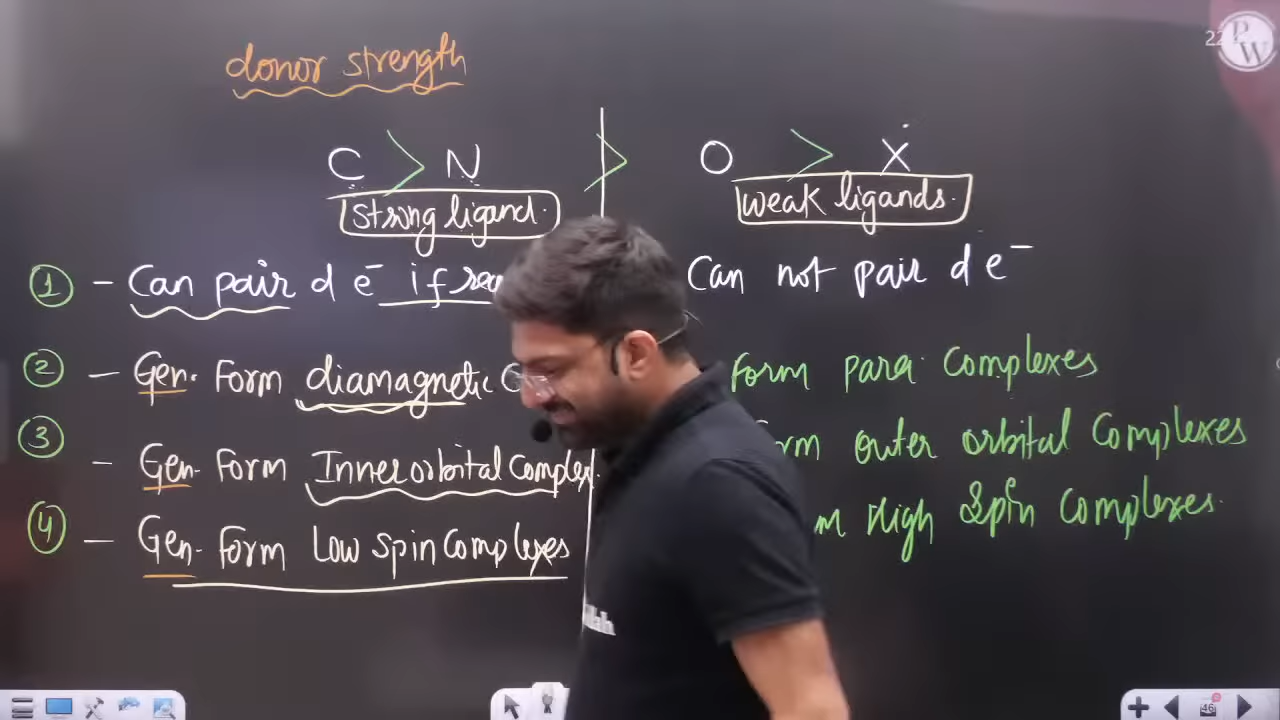 donor strength
C > N > O > X
strong ligand.
weak ligands.
① - Can pair d e⁻ if
Can not pair d e⁻
② - Gen. Form diamagnetic
Form para Complexes
③ - Gen. Form Inner orbital Complex.
outer orbital Complexes
④ - Gen. Form Low spin Complexes
High Spin Complexes.
PW
46